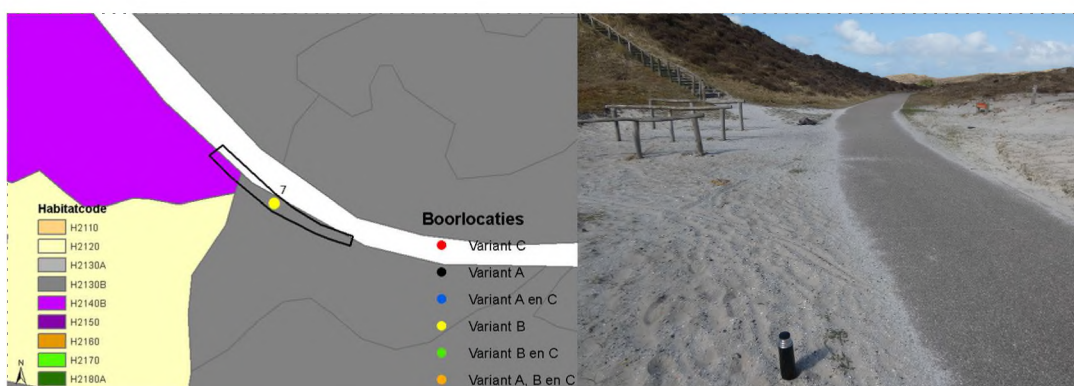 7
Habitatcode
H2110
H2120
H2130A
H2130B
H2140B
H2150
H2160
H2170
H2180A
N
Boorlocaties
Variant C
Variant A
Variant A en C
Variant B
Variant B en C
Variant A, B en C